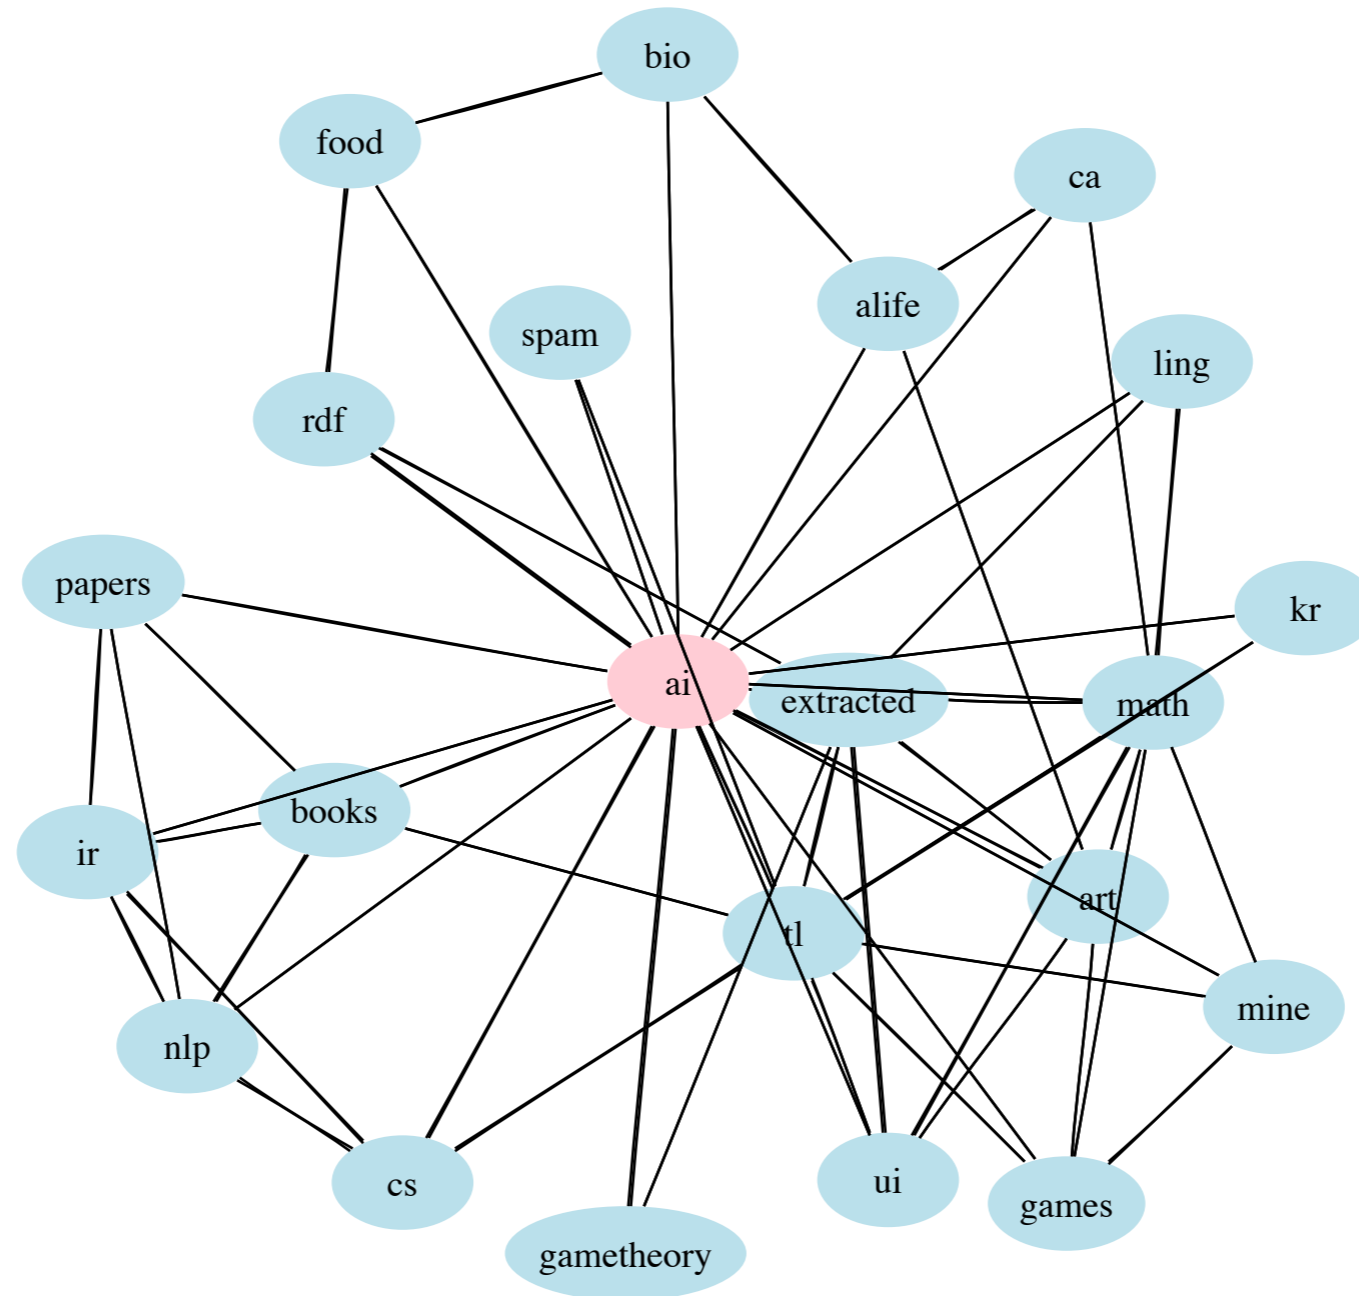 bio
food
ca
alife
spam
ling
rdf
papers
kr
ai
extracted
math
books
ir
art
tl
mine
nlp
cs
ui
games
gametheory